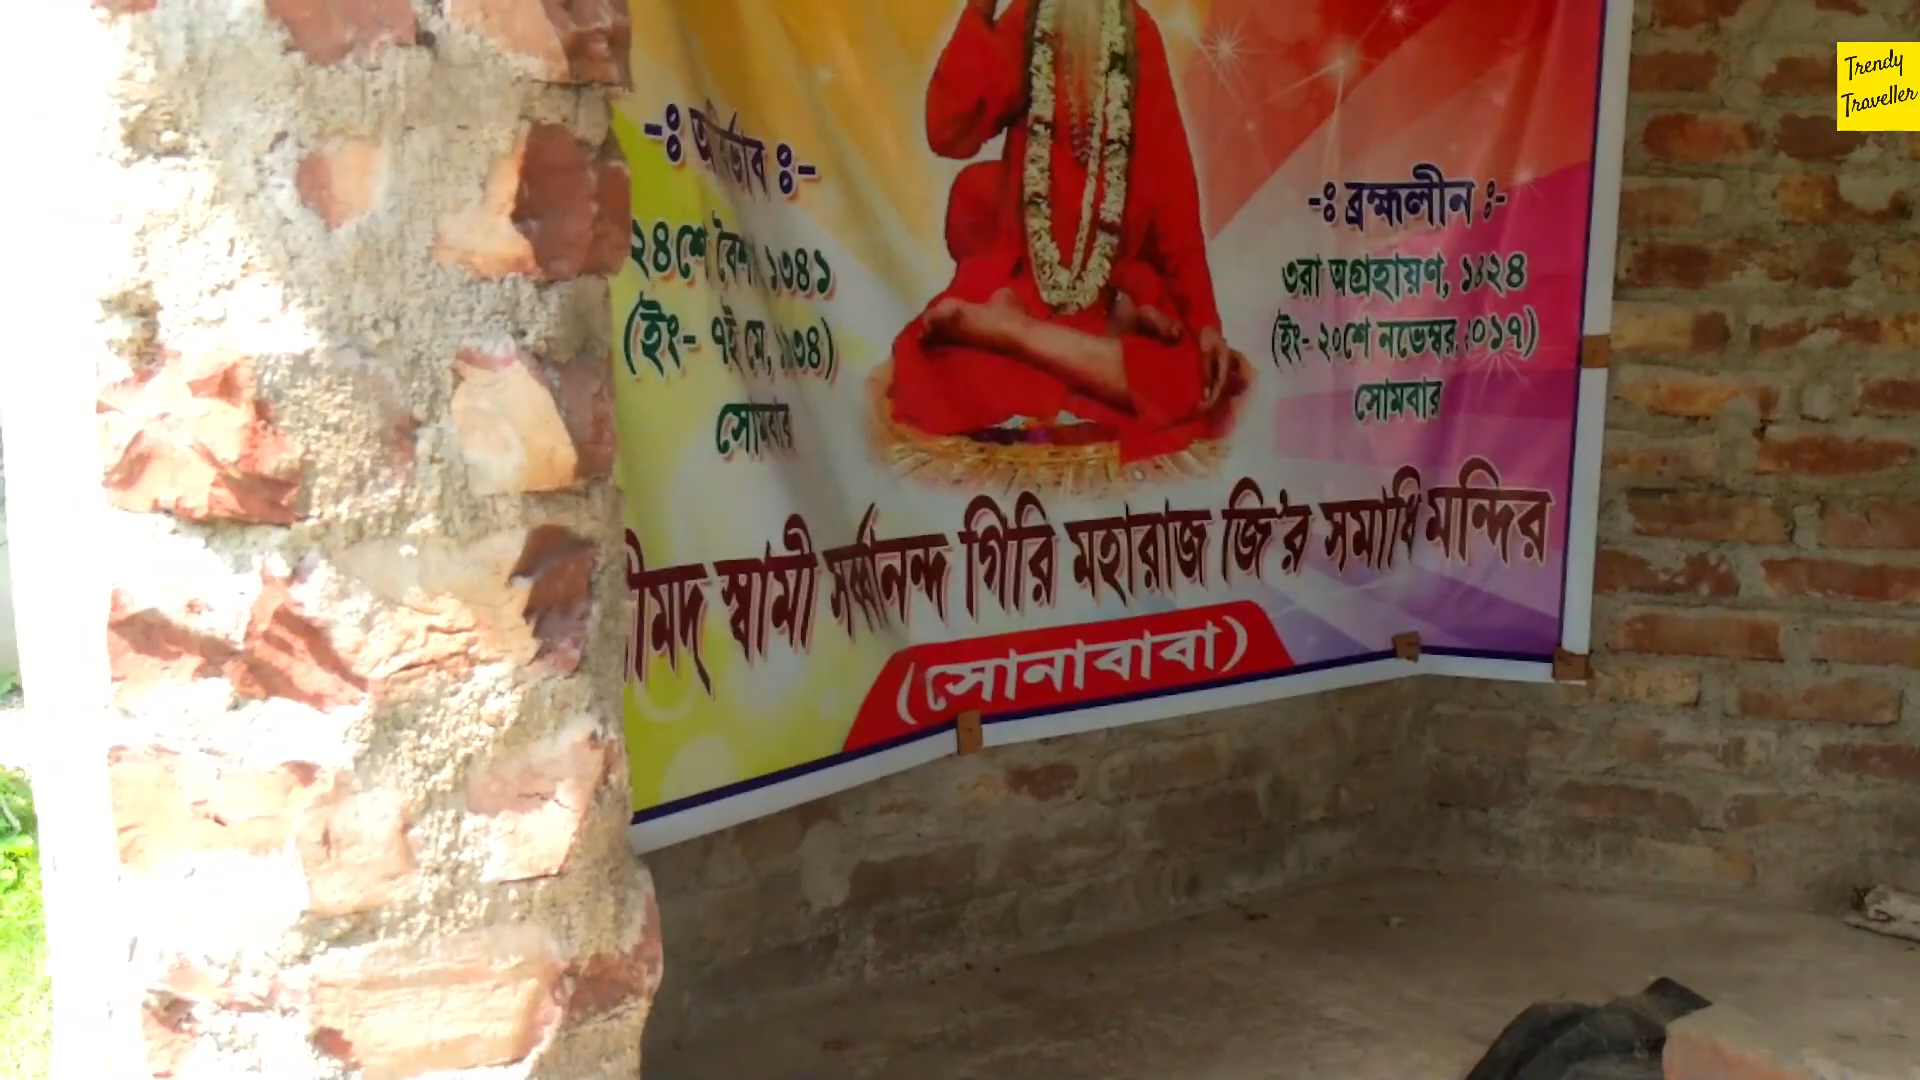 Trendy
Traveller
-ঃ আবির্ভাব ঃ-
২৪শে বৈশাখ ১৩৪১
(ইং- ৭ই মে, ১৯৩৪)
সোমবার
-ঃ ব্রহ্মলীন ঃ-
৩রা অগ্রহায়ণ, ১৪২৪
(ইং- ২০শে নভেম্বর, ২০১৭)
সোমবার
স্বামী গিরি মহারাজ জি'র সমাধি মন্দির
(সোনাবাবা)